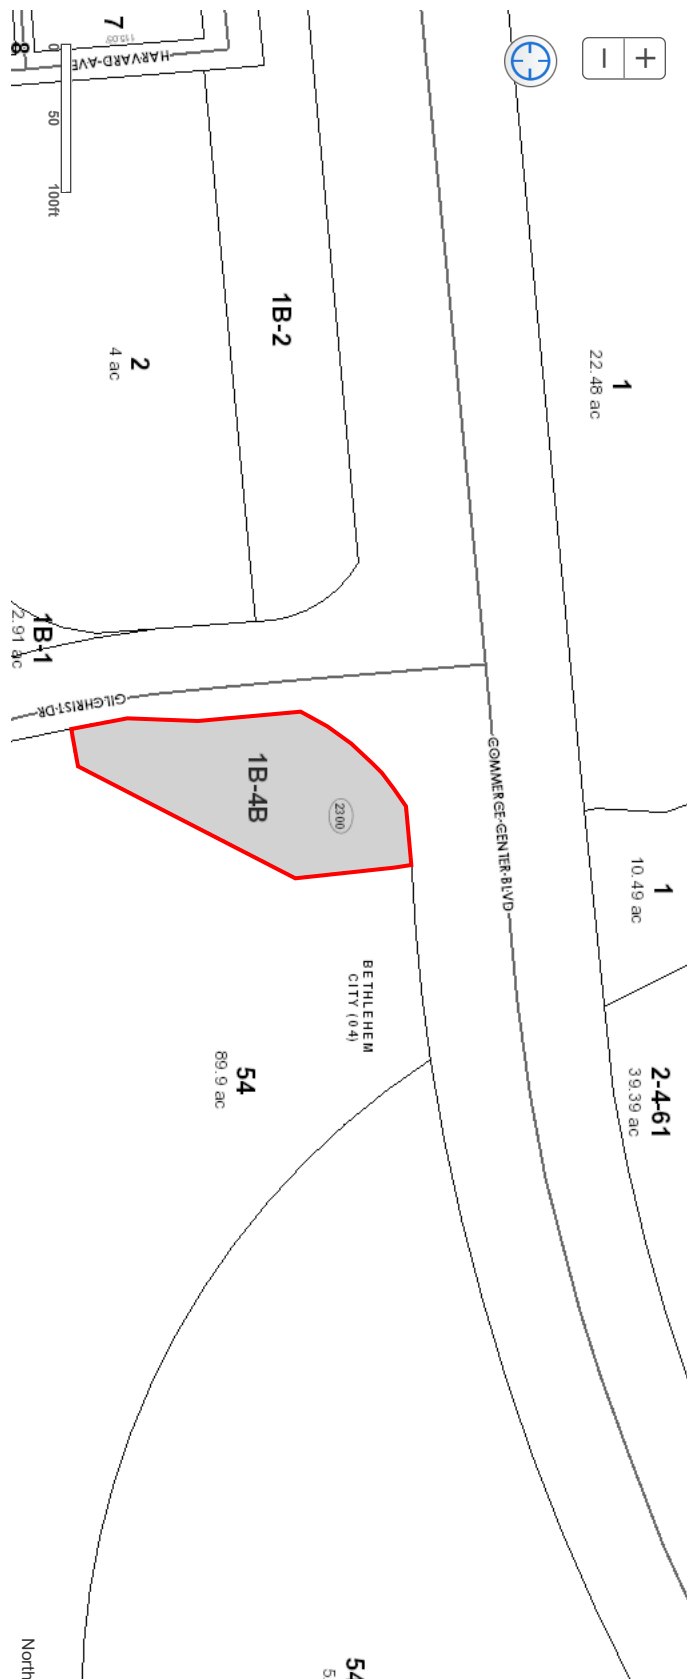 7
115.05'
HARVARD-AVE
8
0
50
100ft
+
−
1B-2
2
4 ac
1
22.48 ac
1B-1
2.91 ac
GILCHRIST-DR
1B-4B
2300
COMMERCE-CENTER-BLVD
1
10.49 ac
BETHLEHEM
CITY (04)
54
89.9 ac
2-4-61
39.39 ac
54
5.
North